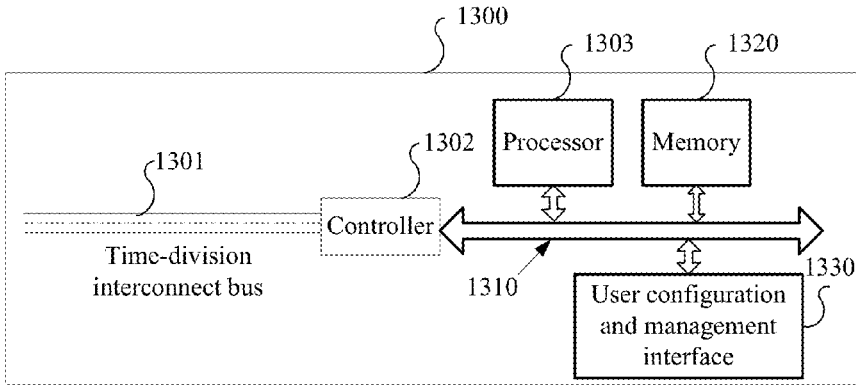 1300
1303
1320
Processor
Memory
1301
1302
Controller
Time-division
interconnect bus
1310
1330
User configuration
and management
interface